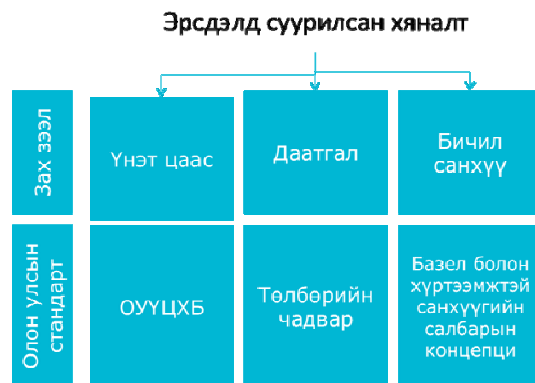 Эрсдэлд суурилсан хяналт
Зах зээл
Үнэт цаас
Даатгал
Бичил
санхүү
Олон улсын
стандарт
ОУҮЦХБ
Төлбөрийн
чадвар
Базел болон
хүртээмжтэй
санхүүгийн
салбарын
концепци